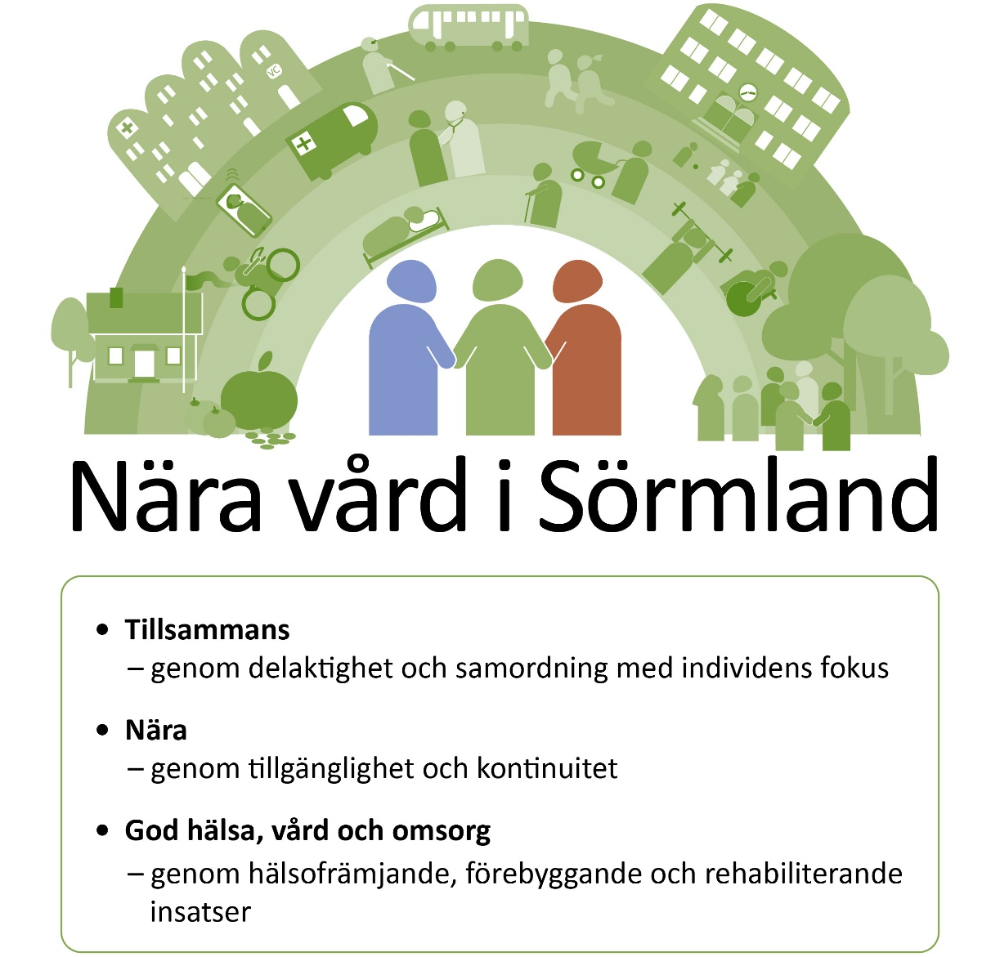 VC
Nära vård i Sörmland
• Tillsammans
– genom delaktighet och samordning med individens fokus
• Nära
– genom tillgänglighet och kontinuitet
• God hälsa, vård och omsorg
– genom hälsofrämjande, förebyggande och rehabiliterande
insatser